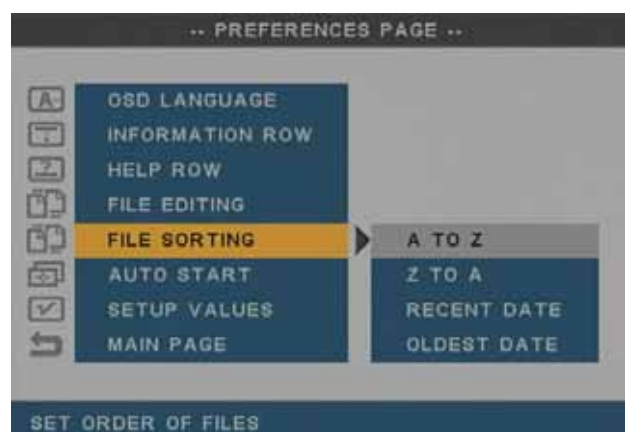 -- PREFERENCES PAGE --
OSD LANGUAGE
INFORMATION ROW
HELP ROW
FILE EDITING
FILE SORTING
AUTO START
SETUP VALUES
MAIN PAGE
A TO Z
Z TO A
RECENT DATE
OLDEST DATE
SET ORDER OF FILES